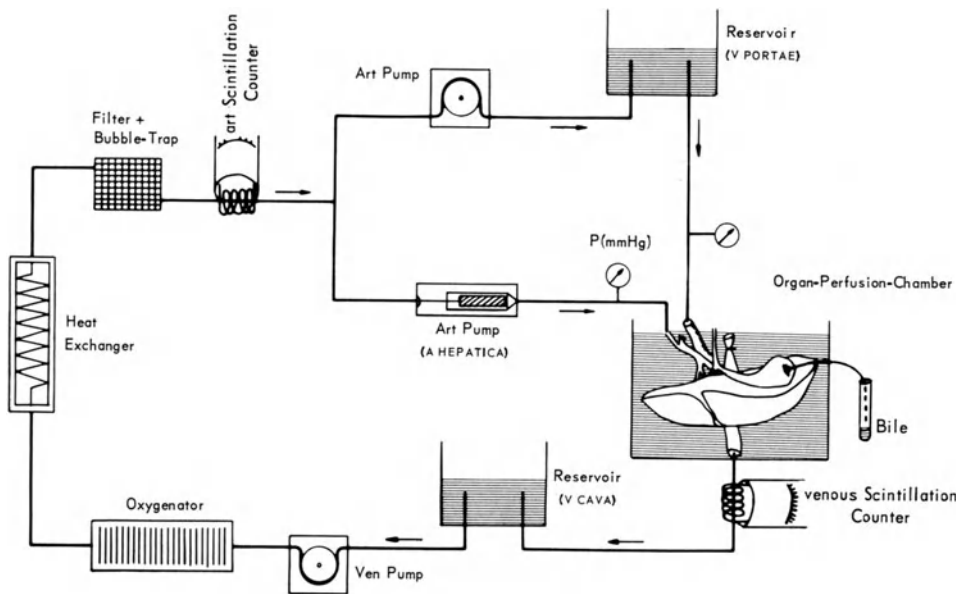 Reservoir
(V PORTAE)
Art Pump
art Scintillation
Counter
Filter +
Bubble-Trap
P(mmHg)
Organ-Perfusion-Chamber
Heat
Exchanger
Art Pump
(A HEPATICA)
Bile
Reservoir
(V CAVA)
venous Scintillation
Counter
Oxygenator
Ven Pump